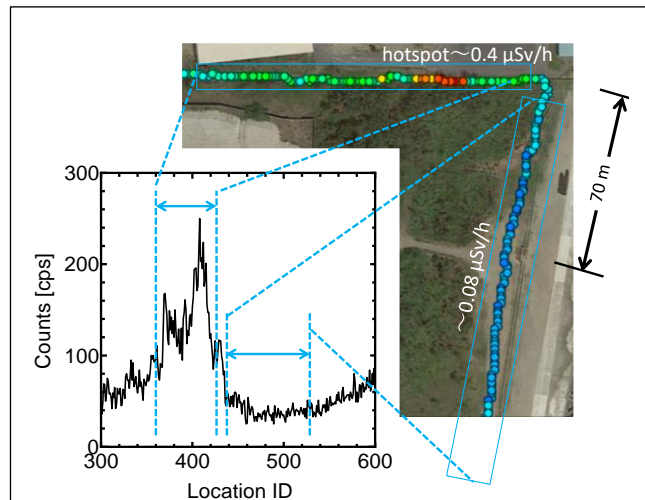 hotspot～0.4 μSv/h
70 m
～0.08 μSv/h
300
200
100
0
Counts [cps]
300 400 500 600
Location ID